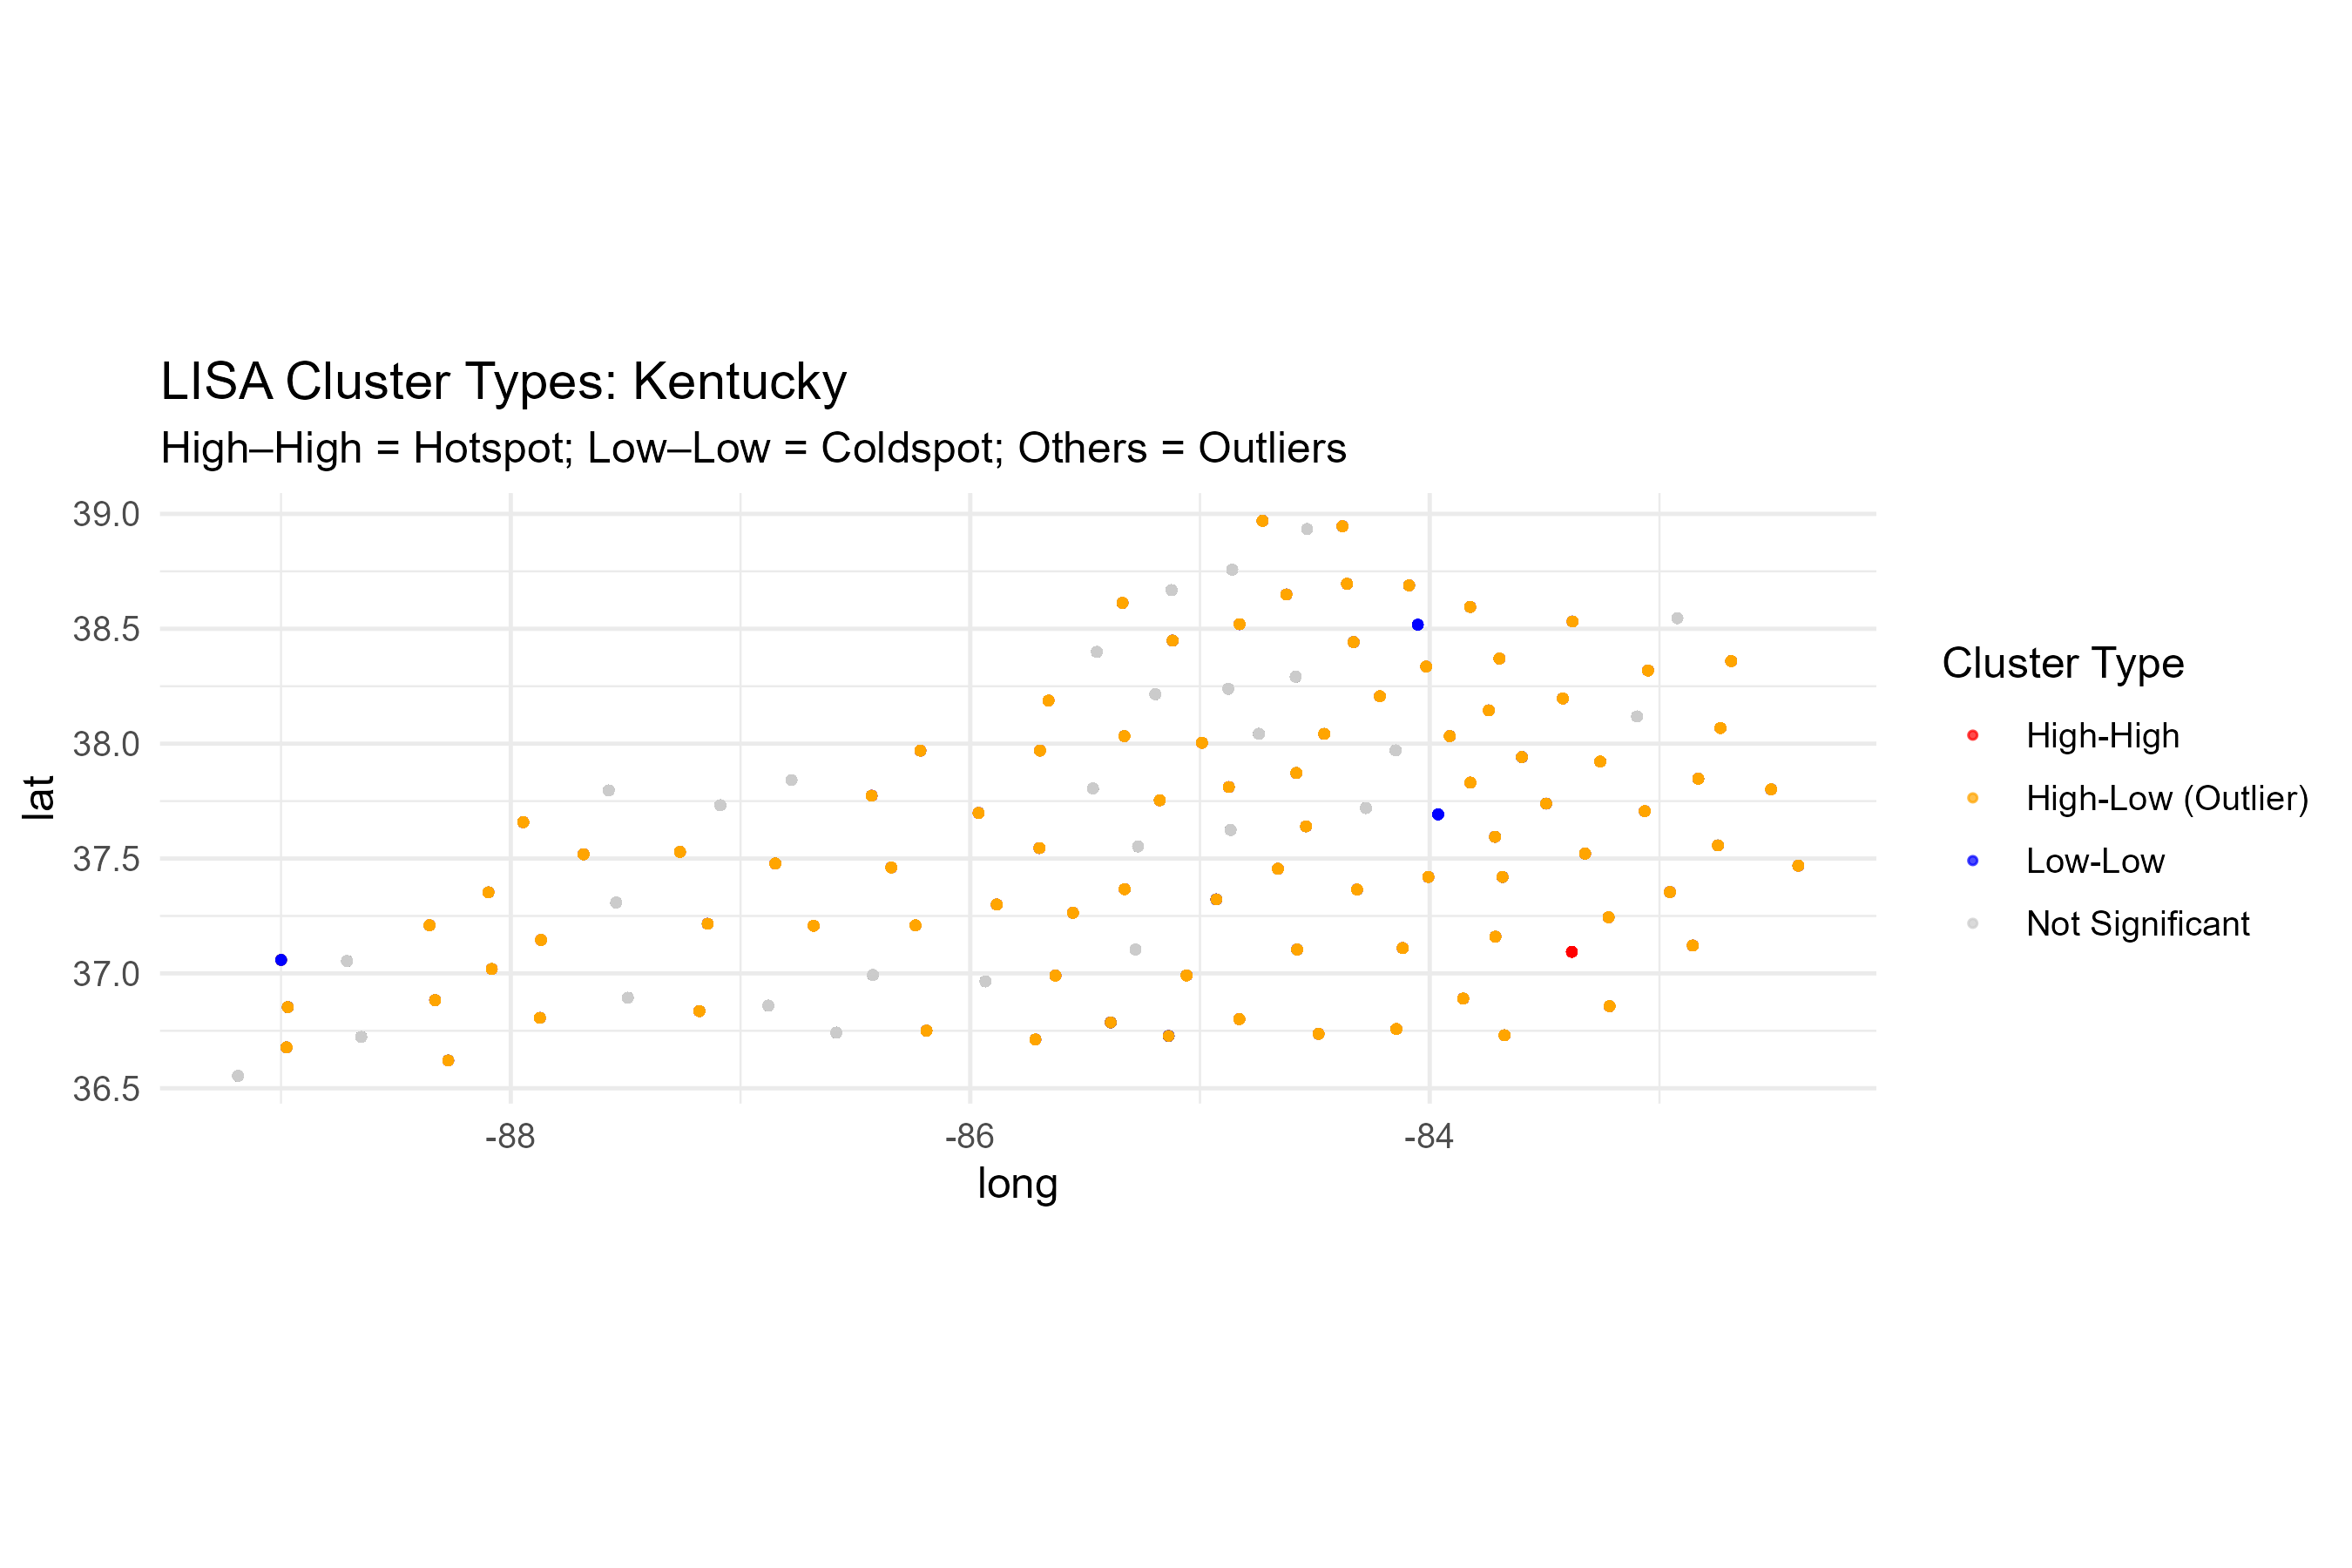 LISA Cluster Types: Kentucky
High–High = Hotspot; Low–Low = Coldspot; Others = Outliers
39.0
38.5
38.0
37.5
37.0
36.5
lat
-88
-86
-84
long
Cluster Type
High-High
High-Low (Outlier)
Low-Low
Not Significant